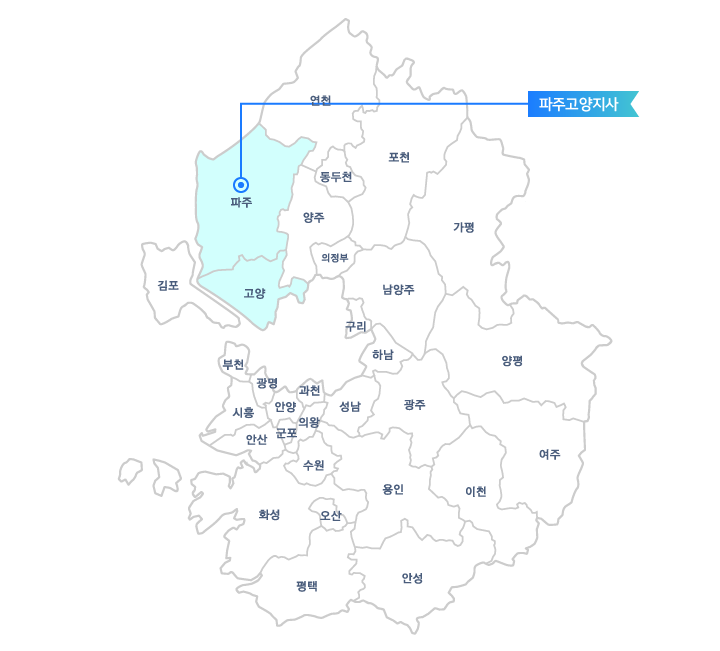 연천
파주고양지사
포천
동두천
파주
양주
가평
의정부
김포
고양
남양주
구리
하남
양평
부천
광명
과천
시흥
안양
성남
광주
의왕
군포
안산
여주
수원
용인
이천
화성
오산
평택
안성